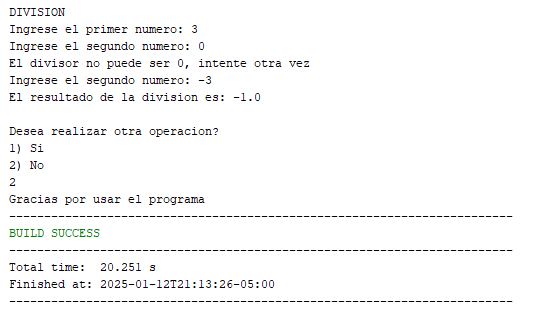 DIVISION
Ingrese el primer numero: 3
Ingrese el segundo numero: 0
El divisor no puede ser 0, intente otra vez
Ingrese el segundo numero: -3
El resultado de la division es: -1.0
Desea realizar otra operacion?
1) Si
2) No
2
Gracias por usar el programa
------------------------------------------------------------------------
BUILD SUCCESS
------------------------------------------------------------------------
Total time:  20.251 s
Finished at: 2025-01-12T21:13:26-05:00
------------------------------------------------------------------------